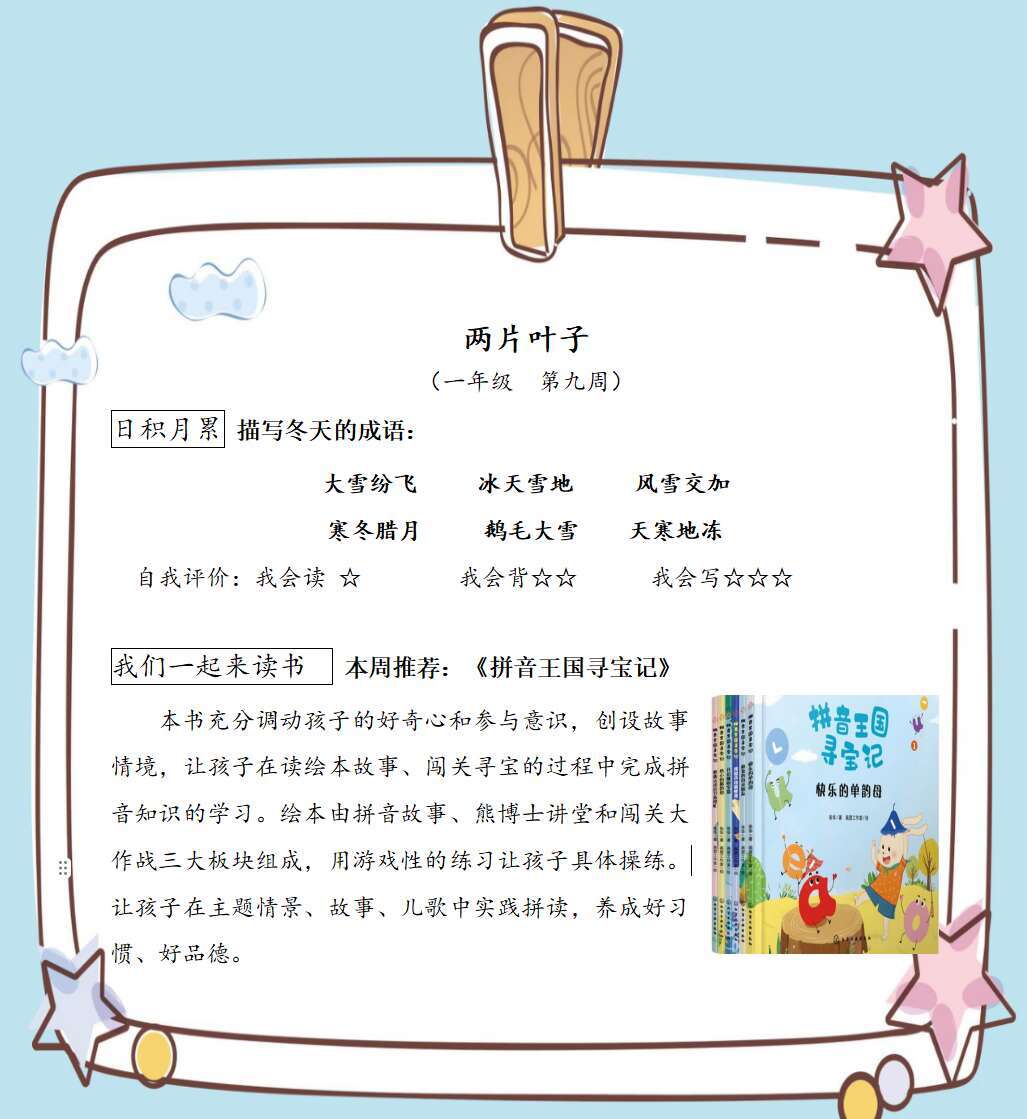 两片叶子
（一年级　第九周）
日积月累 描写冬天的成语：
大雪纷飞 冰天雪地 风雪交加
寒冬腊月 鹅毛大雪 天寒地冻
自我评价：我会读 ☆ 我会背☆☆ 我会写☆☆☆
我们一起来读书 本周推荐：《拼音王国寻宝记》
本书充分调动孩子的好奇心和参与意识，创设故事
情境，让孩子在读绘本故事、闯关寻宝的过程中完成拼
音知识的学习。绘本由拼音故事、熊博士讲堂和闯关大
作战三大板块组成，用游戏性的练习让孩子具体操练。
让孩子在主题情景、故事、儿歌中实践拼读，养成好习
惯、好品德。
拼音王国
寻宝记
1
快乐的单韵母